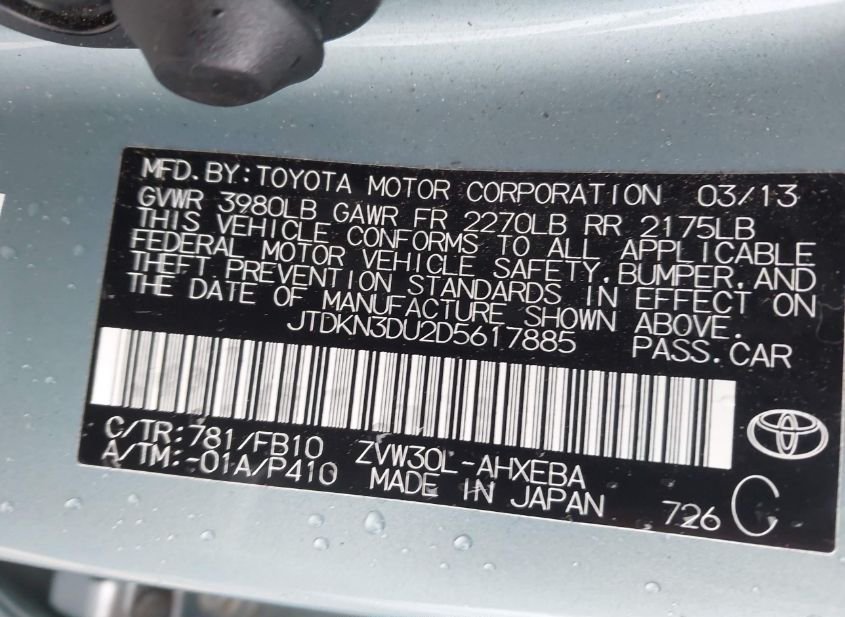 MFD.BY:TOYOTA MOTOR CORPORATION 03/13
GVWR 3980LB GAWR FR 2270LB RR 2175LB
THIS VEHICLE CONFORMS TO ALL APPLICABLE
FEDERAL MOTOR VEHICLE SAFETY,BUMPER,AND
THEFT PREVENTION STANDARDS IN EFFECT ON
THE DATE OF MANUFACTURE SHOWN ABOVE.
JTDKN3DU2D5617885 PASS.CAR
C/TR:781/FB10 ZVW30L-AHXEBA
A/TM:-01A/P410 MADE IN JAPAN
726 C